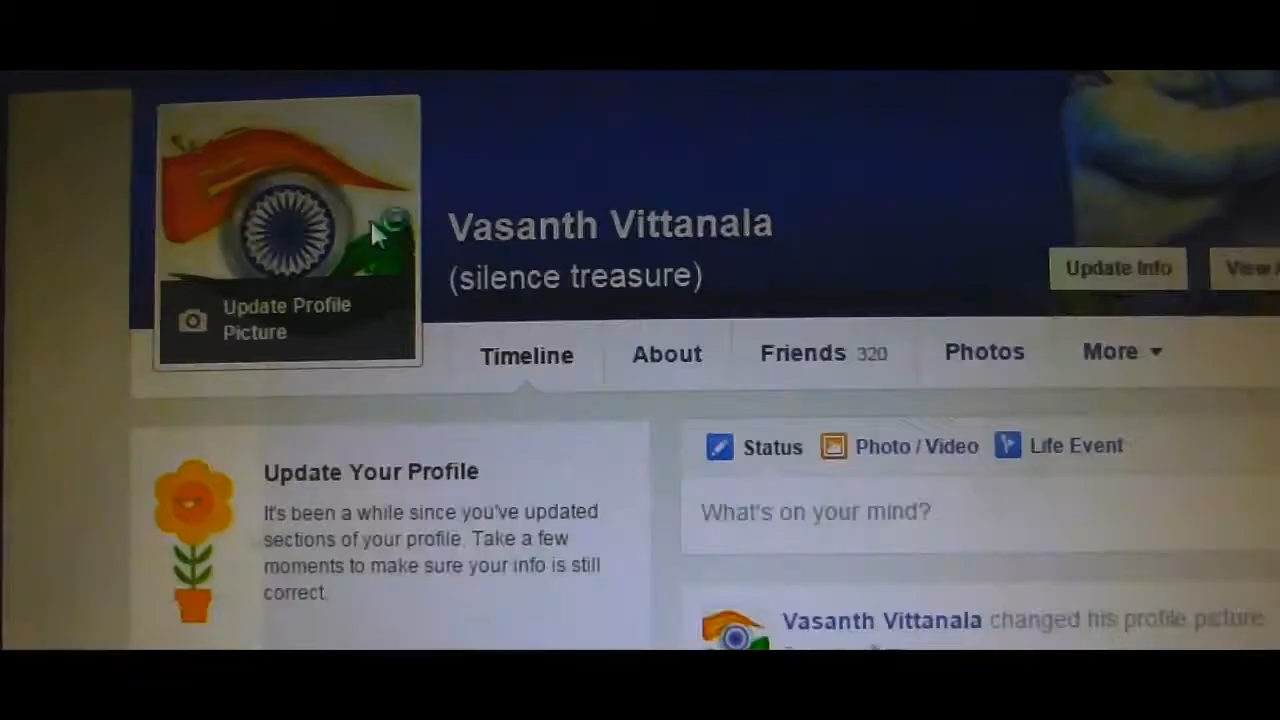 Vasanth Vittanala
(silence treasure)
Update Info
Update Profile
Picture
Timeline
About
Friends 320
Photos
More
Update Your Profile
It's been a while since you've updated
sections of your profile. Take a few
moments to make sure your info is still
correct.
Status
Photo / Video
Life Event
What's on your mind?
Vasanth Vittanala changed his profile picture